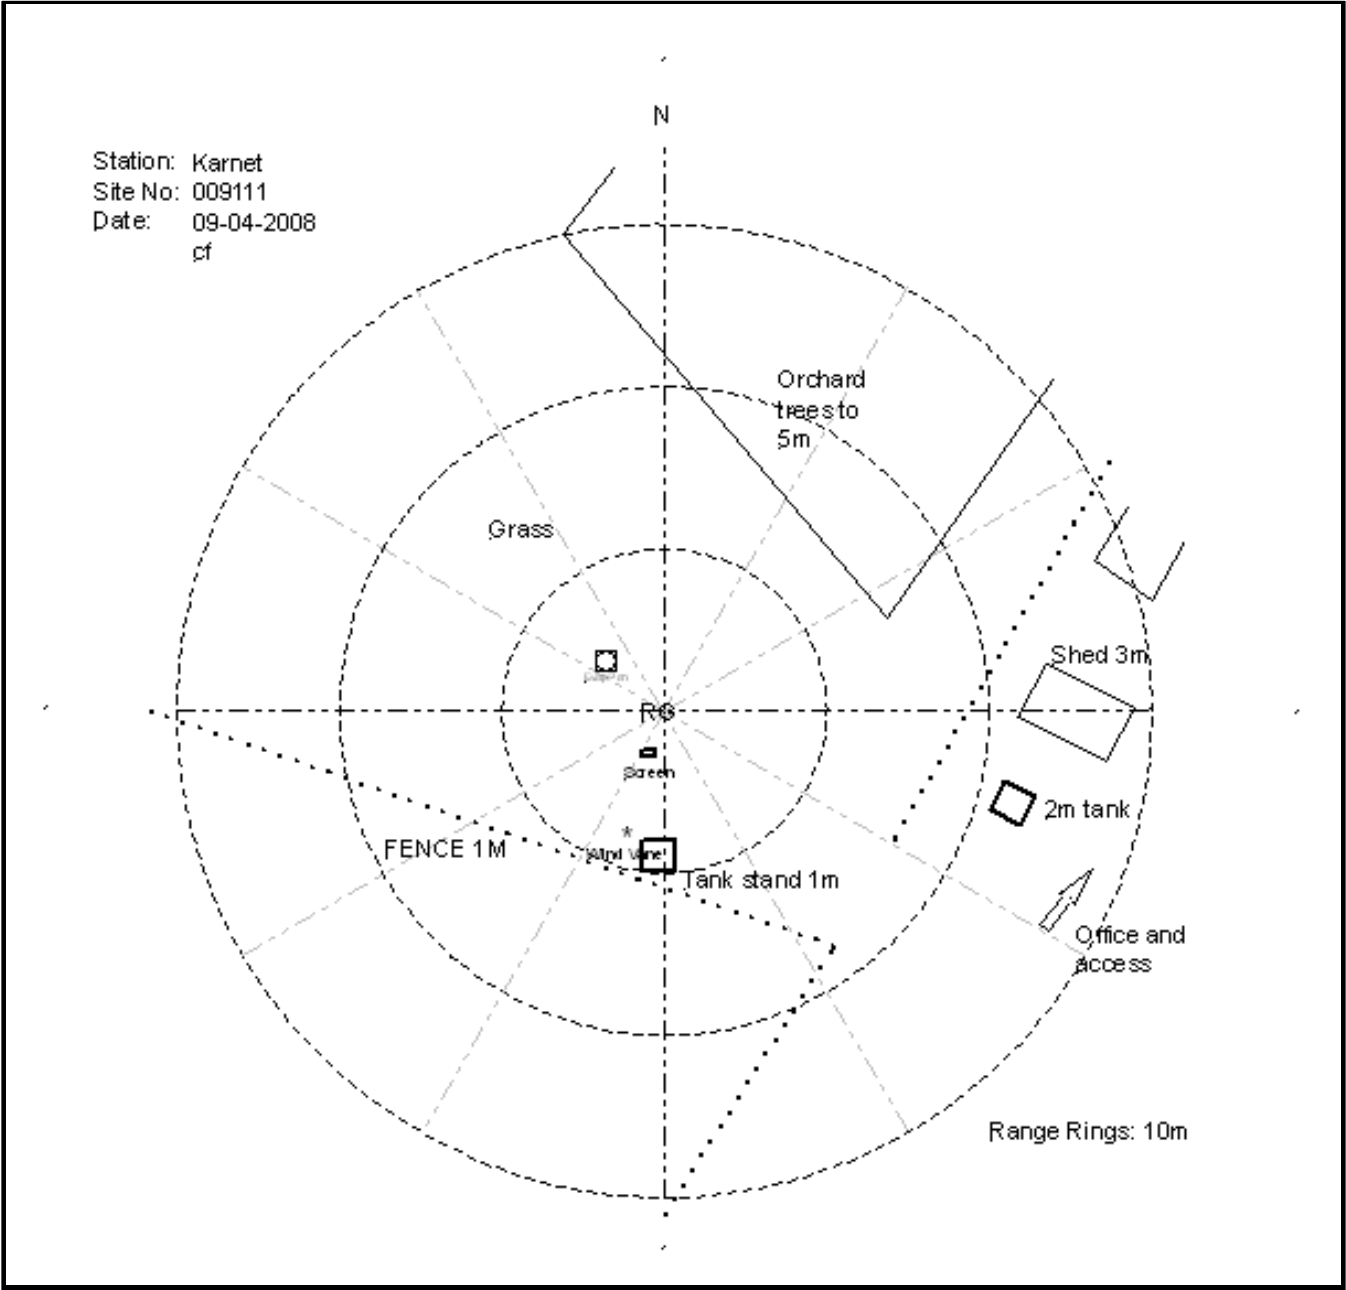 N
Station: Karnet
Site No: 009111
Date: 09-04-2008
cf
Orchard
trees to
5m
Grass
Shed 3m
RG
Screen
2m tank
FENCE 1M
Wind Vane
Tank stand 1m
Office and
access
Range Rings: 10m